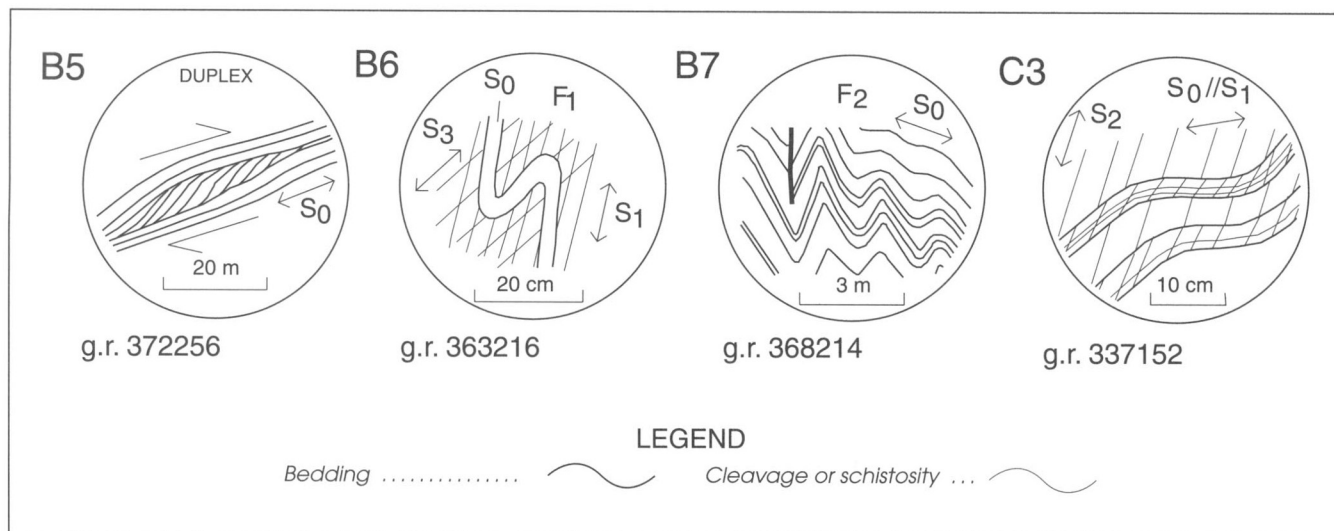 B5
DUPLEX
S0
20 m
g.r. 372256
B6
S0
F1
S3
S1
20 cm
g.r. 363216
B7
F2
S0
3 m
g.r. 368214
C3
S0//S1
S2
10 cm
g.r. 337152
LEGEND
Bedding ...............
Cleavage or schistosity ...